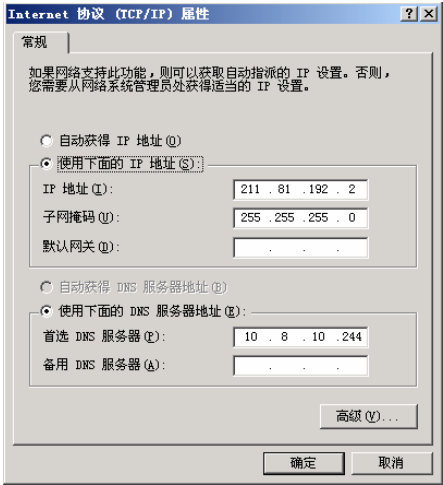 Internet 协议 (TCP/IP) 属性
常规
如果网络支持此功能，则可以获取自动指派的 IP 设置。否则，
您需要从网络系统管理员处获得适当的 IP 设置。
自动获得 IP 地址(O)
使用下面的 IP 地址(S):
IP 地址(I): 211 . 81 . 192 . 2
子网掩码(U): 255 . 255 . 255 . 0
默认网关(D): . . .
自动获得 DNS 服务器地址(B)
使用下面的 DNS 服务器地址(E):
首选 DNS 服务器(P): 10 . 8 . 10 . 244
备用 DNS 服务器(A): . . .
高级(V)...
确定 取消